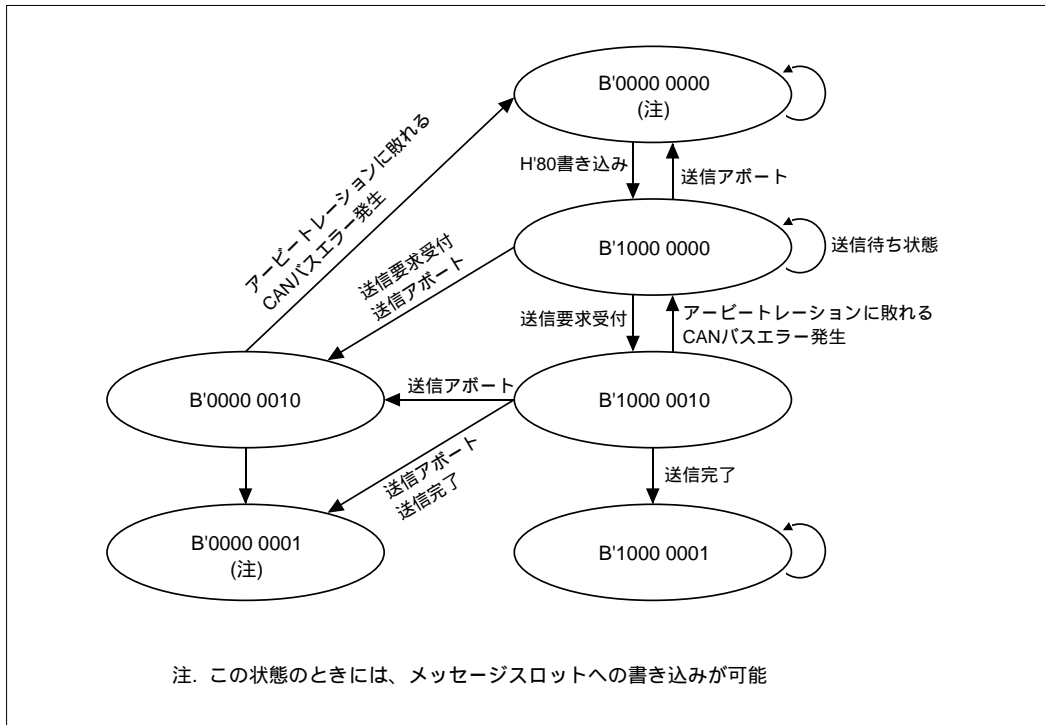 B'0000 0000
(注)
H'80書き込み
送信アボート
アービートレーションに敗れる
CANバスエラー発生
B'1000 0000
送信待ち状態
送信要求受付
送信アボート
送信要求受付
アービートレーションに敗れる
CANバスエラー発生
B'0000 0010
送信アボート
B'1000 0010
送信アボート
送信完了
送信完了
B'0000 0001
(注)
B'1000 0001
注. この状態のときには、メッセージスロットへの書き込みが可能